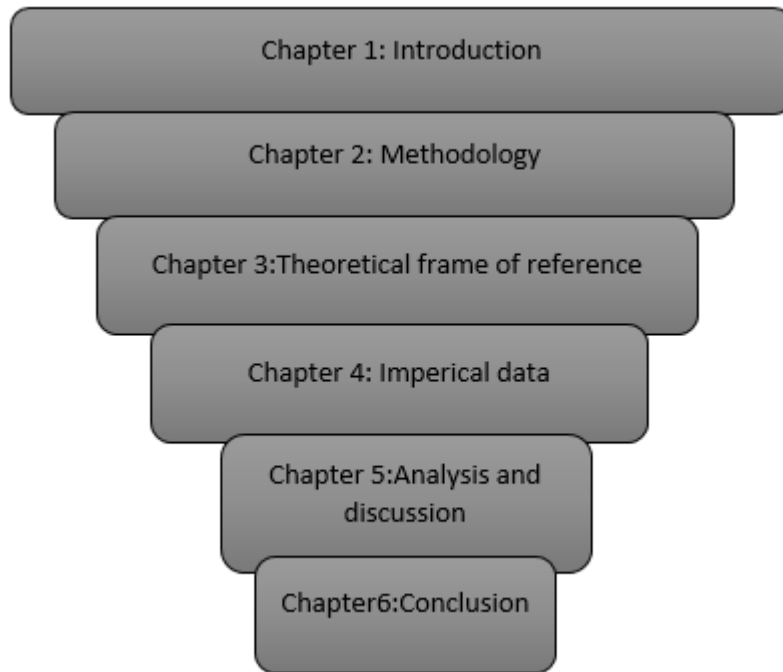 Chapter 1: Introduction
Chapter 2: Methodology
Chapter 3:Theoretical frame of reference
Chapter 4: Imperical data
Chapter 5:Analysis and
discussion
Chapter6:Conclusion